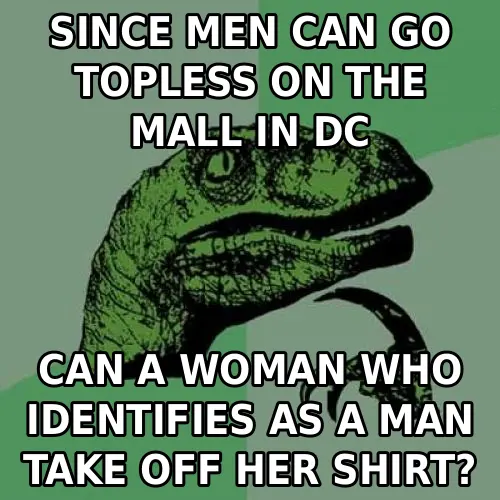 SINCE MEN CAN GO
TOPLESS ON THE
MALL IN DC
CAN A WOMAN WHO
IDENTIFIES AS A MAN
TAKE OFF HER SHIRT?